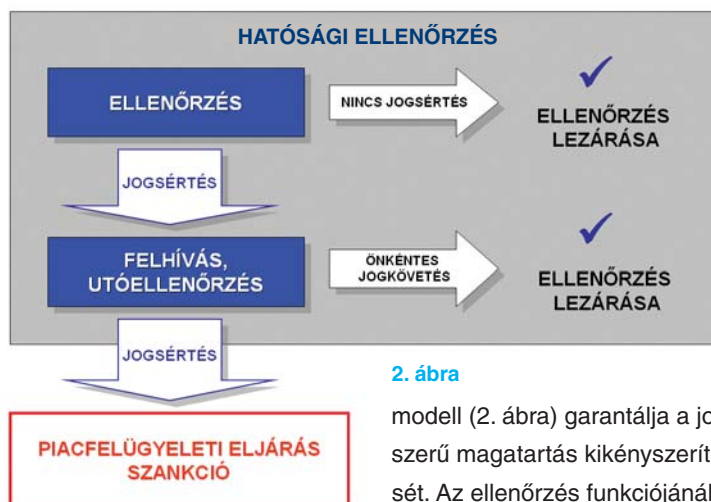 HATÓSÁGI ELLENŐRZÉS
ELLENŐRZÉS
NINCS JOGSÉRTÉS
ELLENŐRZÉS
LEZÁRÁSA
JOGSÉRTÉS
FELHÍVÁS,
UTÓELLENŐRZÉS
ÖNKÉNTES
JOGKÖVETÉS
ELLENŐRZÉS
LEZÁRÁSA
JOGSÉRTÉS
PIACFELÜGYELETI ELJÁRÁS
SZANKCIÓ
2. ábra
modell (2. ábra) garantálja a jo
szerű magatartás kikényszerít
sét. Az ellenőrzés funkciójánál